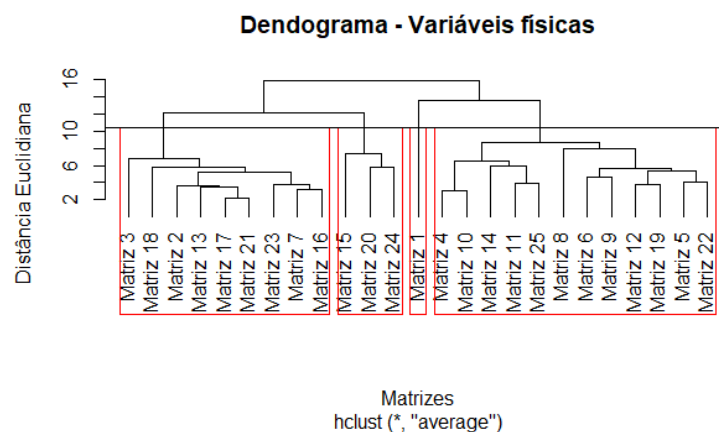 Dendograma - Variáveis físicas
Distância Euclidiana
16
10
6
2
Matriz 3
Matriz 18
Matriz 2
Matriz 13
Matriz 17
Matriz 21
Matriz 23
Matriz 7
Matriz 16
Matriz 15
Matriz 20
Matriz 24
Matriz 1
Matriz 4
Matriz 10
Matriz 14
Matriz 11
Matriz 25
Matriz 8
Matriz 6
Matriz 9
Matriz 12
Matriz 19
Matriz 5
Matriz 22
Matrizes
hclust (*, "average")